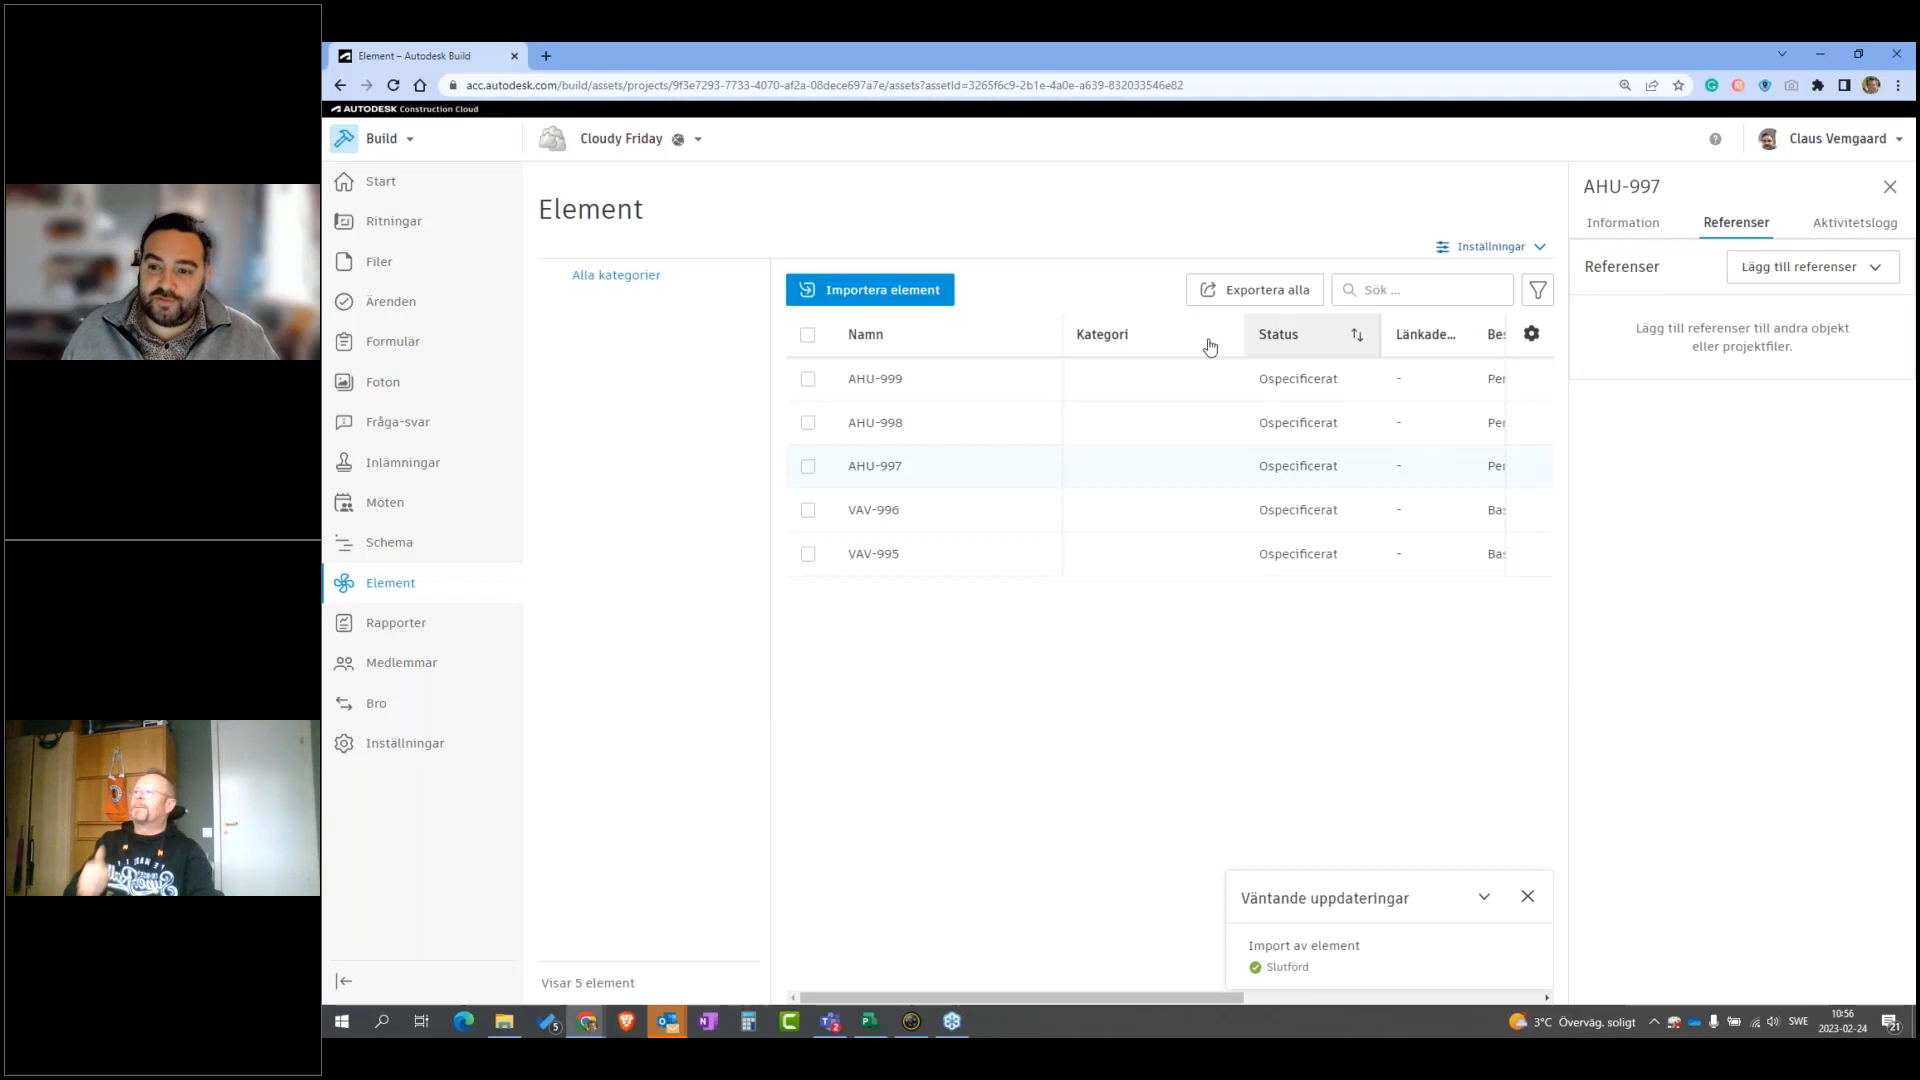 Element – Autodesk Build
acc.autodesk.com/build/assets/projects/9f3e7293-7733-4070-af2a-08dece697a7e/assets?assetId=3265f6c9-2b1e-4a0e-a639-832033546e82
AUTODESK Construction Cloud
Build
Cloudy Friday
Claus Vemgaard
Start
Ritningar
Filer
Ärenden
Formulär
Foton
Fråga-svar
Inlämningar
Möten
Schema
Element
Rapporter
Medlemmar
Bro
Inställningar
Element
Inställningar
Alla kategorier
Importera element
Exportera alla
Sök ...
Namn Kategori Status Länkade... Bes
AHU-999 Ospecificerat - Per
AHU-998 Ospecificerat - Per
AHU-997 Ospecificerat - Per
VAV-996 Ospecificerat - Bas
VAV-995 Ospecificerat - Bas
Visar 5 element
Väntande uppdateringar
Import av element
Slutförd
AHU-997
Information Referenser Aktivitetslogg
Referenser
Lägg till referenser
Lägg till referenser till andra objekt
eller projektfiler.
3°C Överväg. soligt
SWE
10:56
2023-02-24
21